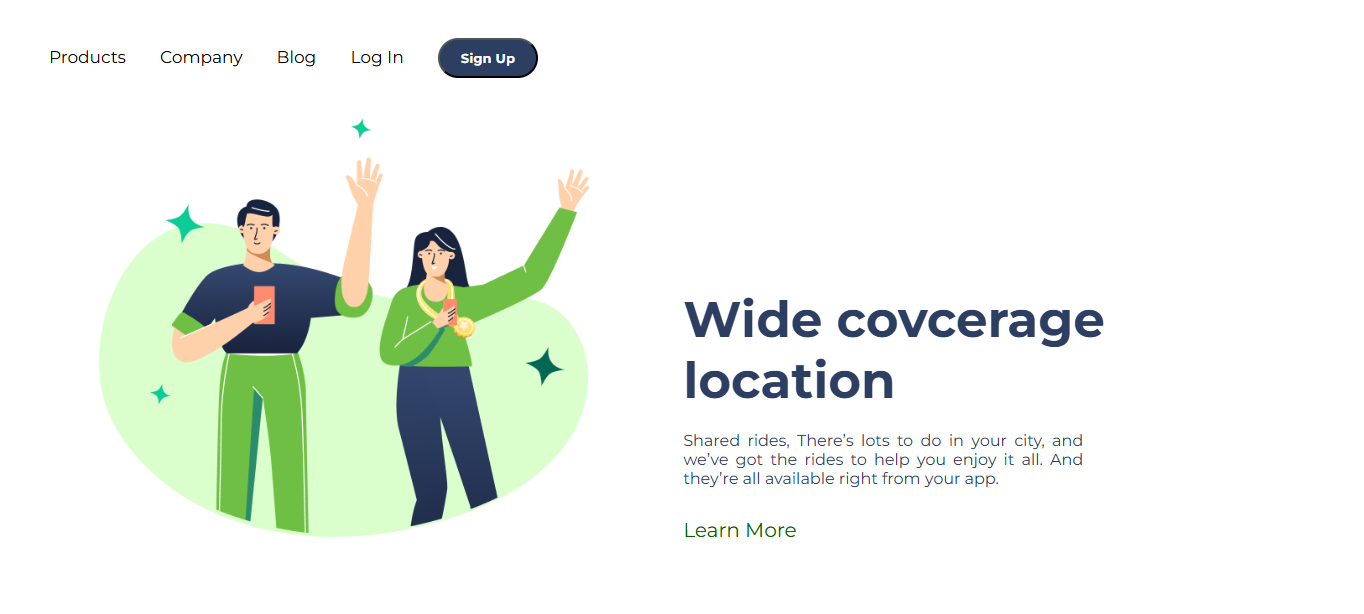 Products Company Blog Log In Sign Up
Wide covcerage
location
Shared rides, There’s lots to do in your city, and
we’ve got the rides to help you enjoy it all. And
they’re all available right from your app.
Learn More